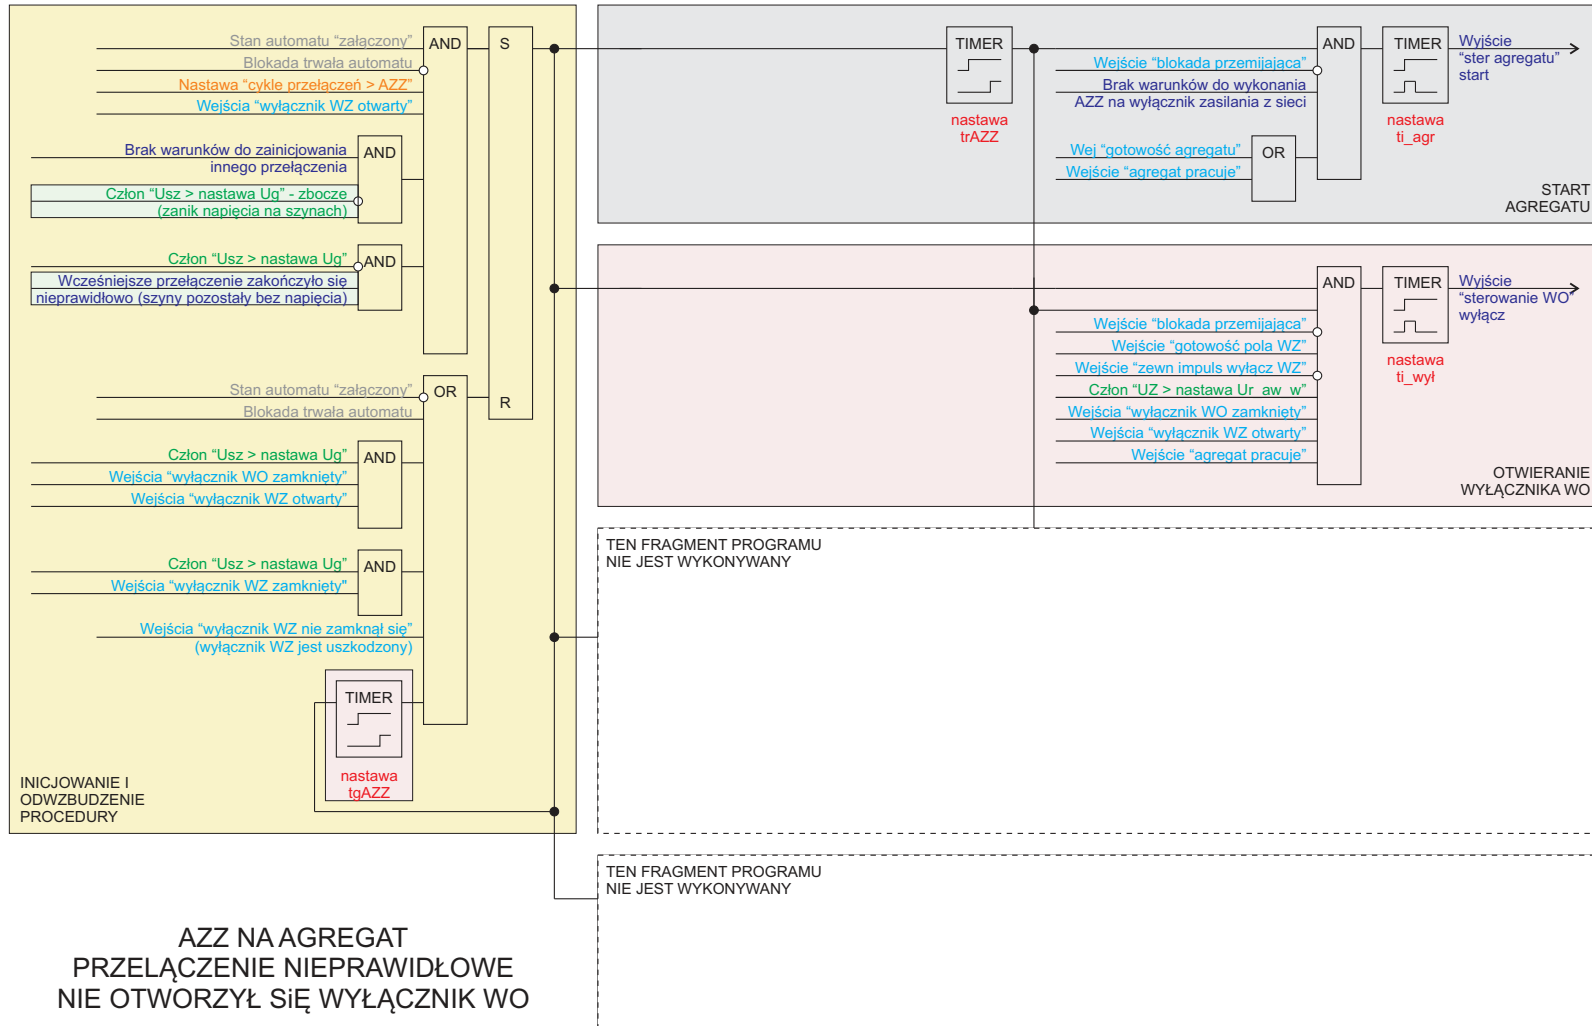 Stan automatu “załączony”
Blokada trwała automatu
Nastawa “cykle przełączeń > AZZ”
Wejścia “wyłącznik WZ otwarty”
AND
S
Brak warunków do zainicjowania
innego przełączenia
AND
Człon “Usz > nastawa Ug” - zbocze
(zanik napięcia na szynach)
Człon “Usz > nastawa Ug”
AND
Wcześniejsze przełączenie zakończyło się
nieprawidłowo (szyny pozostały bez napięcia)
Stan automatu “załączony”
OR
R
Blokada trwała automatu
Człon “Usz > nastawa Ug”
AND
Wejścia “wyłącznik WO zamknięty”
Wejścia “wyłącznik WZ otwarty”
Człon “Usz > nastawa Ug”
AND
Wejścia “wyłącznik WZ zamknięty”
Wejścia “wyłącznik WZ nie zamknął się”
(wyłącznik WZ jest uszkodzony)
TIMER
nastawa
tgAZZ
INICJOWANIE I
ODWZBUDZENIE
PROCEDURY
TIMER
nastawa
trAZZ
Wejście “blokada przemijająca”
Brak warunków do wykonania
AZZ na wyłącznik zasilania z sieci
Wej “gotowość agregatu”
Wejście “agregat pracuje”
OR
AND
TIMER
nastawa
ti_agr
Wyjście
“ster agregatu”
start
START
AGREGATU
AND
TIMER
Wyjście
“sterowanie WO”
wyłącz
nastawa
ti_wył
Wejście “blokada przemijająca”
Wejście “gotowość pola WZ”
Wejście “zewn impuls wyłącz WZ”
Człon “UZ > nastawa Ur_aw_w”
Wejścia “wyłącznik WO zamknięty”
Wejścia “wyłącznik WZ otwarty”
Wejście “agregat pracuje”
OTWIERANIE
WYŁĄCZNIKA WO
TEN FRAGMENT PROGRAMU
NIE JEST WYKONYWANY
TEN FRAGMENT PROGRAMU
NIE JEST WYKONYWANY
AZZ NA AGREGAT
PRZELĄCZENIE NIEPRAWIDŁOWE
NIE OTWORZYŁ SiĘ WYŁĄCZNIK WO